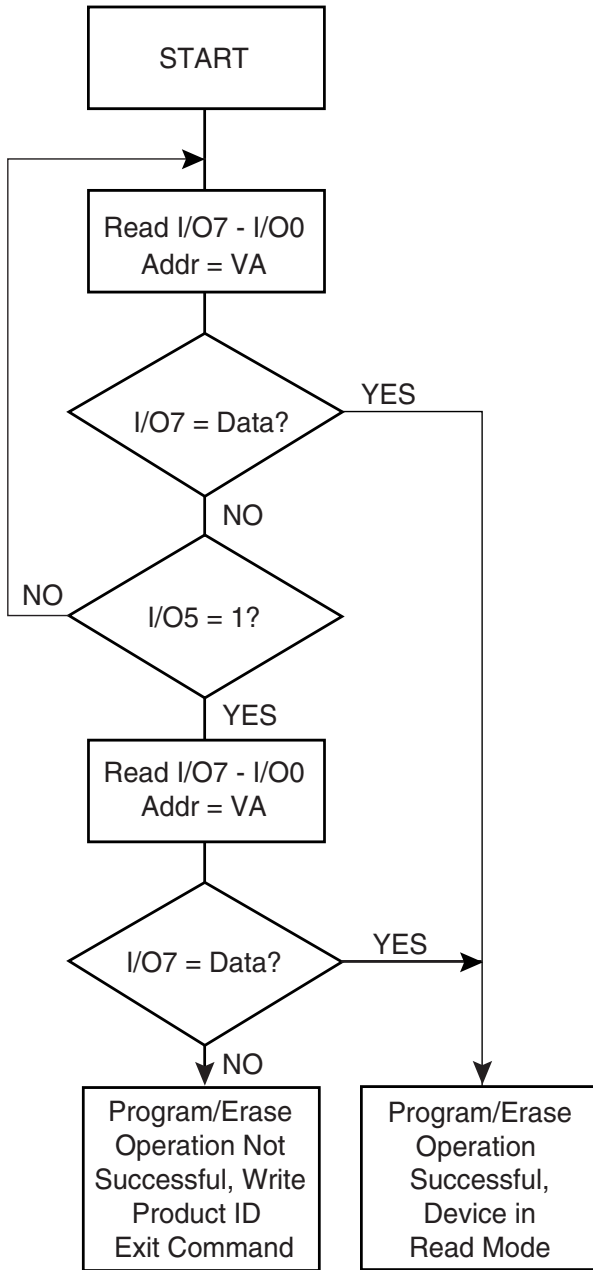 START
Read I/O7 - I/O0
Addr = VA
I/O7 = Data?
YES
NO
NO
I/O5 = 1?
YES
Read I/O7 - I/O0
Addr = VA
I/O7 = Data?
YES
NO
Program/Erase
Operation Not
Successful, Write
Product ID
Exit Command
Program/Erase
Operation
Successful,
Device in
Read Mode